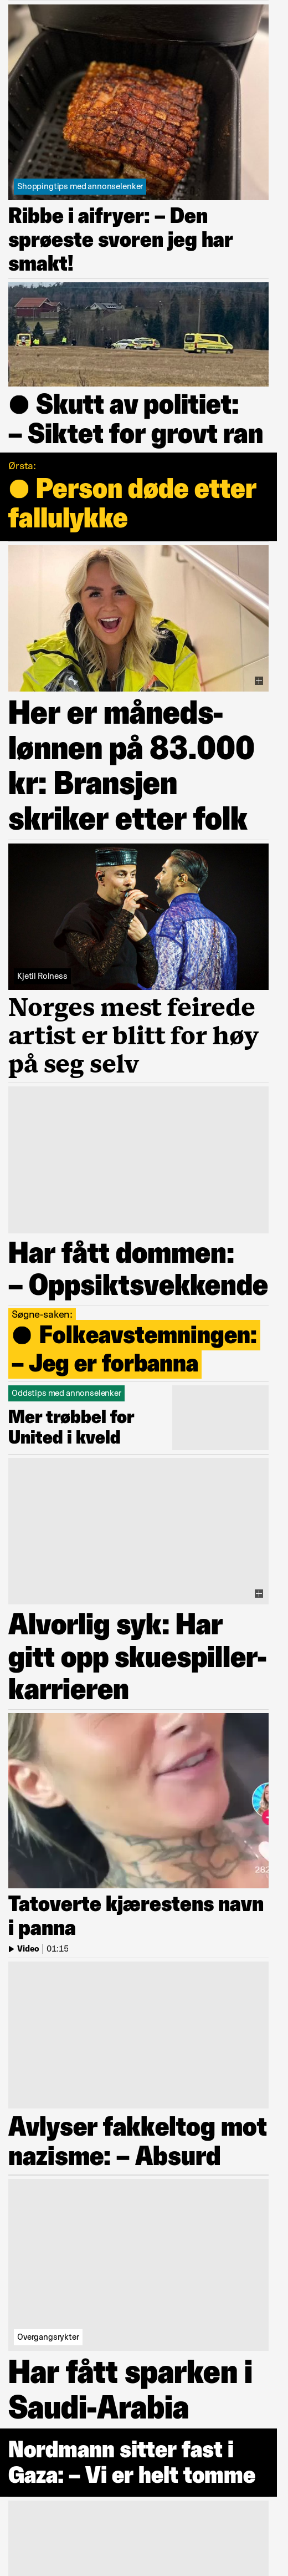 Shoppingtips med annonselenker
Ribbe i aifryer: – Den
sprøeste svoren jeg har
smakt!
● Skutt av politiet:
– Siktet for grovt ran
Ørsta:
● Person døde etter
fallulykke
Her er måneds-
lønnen på 83.000
kr: Bransjen
skriker etter folk
Kjetil Rolness
Norges mest feirede
artist er blitt for høy
på seg selv
Har fått dommen:
– Oppsiktsvekkende
Søgne-saken:
● Folkeavstemningen:
– Jeg er forbanna
Oddstips med annonselenker
Mer trøbbel for
United i kveld
Alvorlig syk: Har
gitt opp skuespiller-
karrieren
Tatoverte kjærestens navn
i panna
Video | 01:15
Avlyser fakkeltog mot
nazisme: – Absurd
Overgangsrykter
Har fått sparken i
Saudi-Arabia
Nordmann sitter fast i
Gaza: – Vi er helt tomme